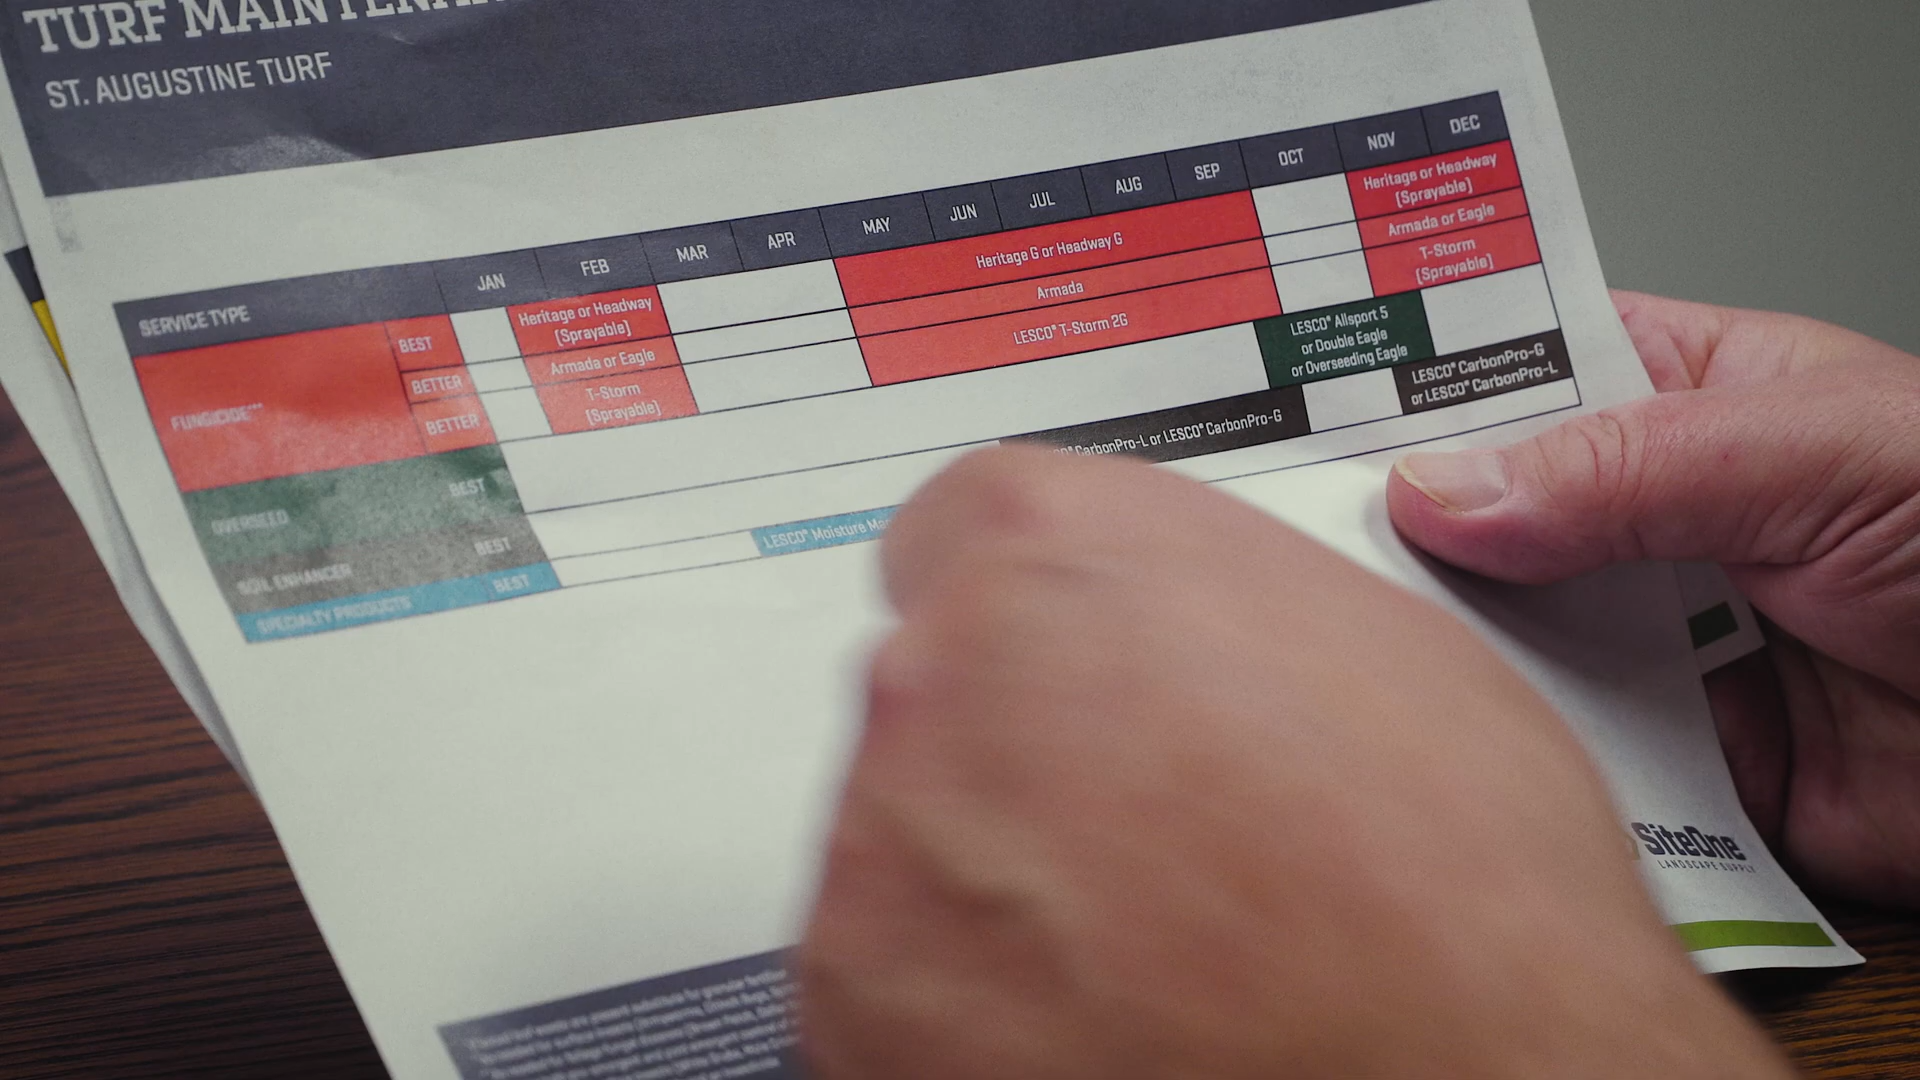 TURF
ST. AUGUSTINE TURF
SERVICE TYPE JAN FEB MAR APR MAY JUN JUL AUG SEP OCT NOV DEC
FUNGICIDE***
BEST
Heritage or Headway
(Sprayable)
Heritage G or Headway G
Heritage or Headway
(Sprayable)
BETTER
Armada or Eagle
Armada
Armada or Eagle
BETTER
T-Storm
(Sprayable)
LESCO® T-Storm 2G
T-Storm
(Sprayable)
OVERSEED
BEST
LESCO® Allsport 5
or Double Eagle
or Overseeding Eagle
SOIL ENHANCER
BEST
CarbonPro-L or LESCO® CarbonPro-G
LESCO® CarbonPro-G
or LESCO® CarbonPro-L
SPECIALTY PRODUCTS
BEST
LESCO® Moisture
SiteOne
LANDSCAPE SUPPLY